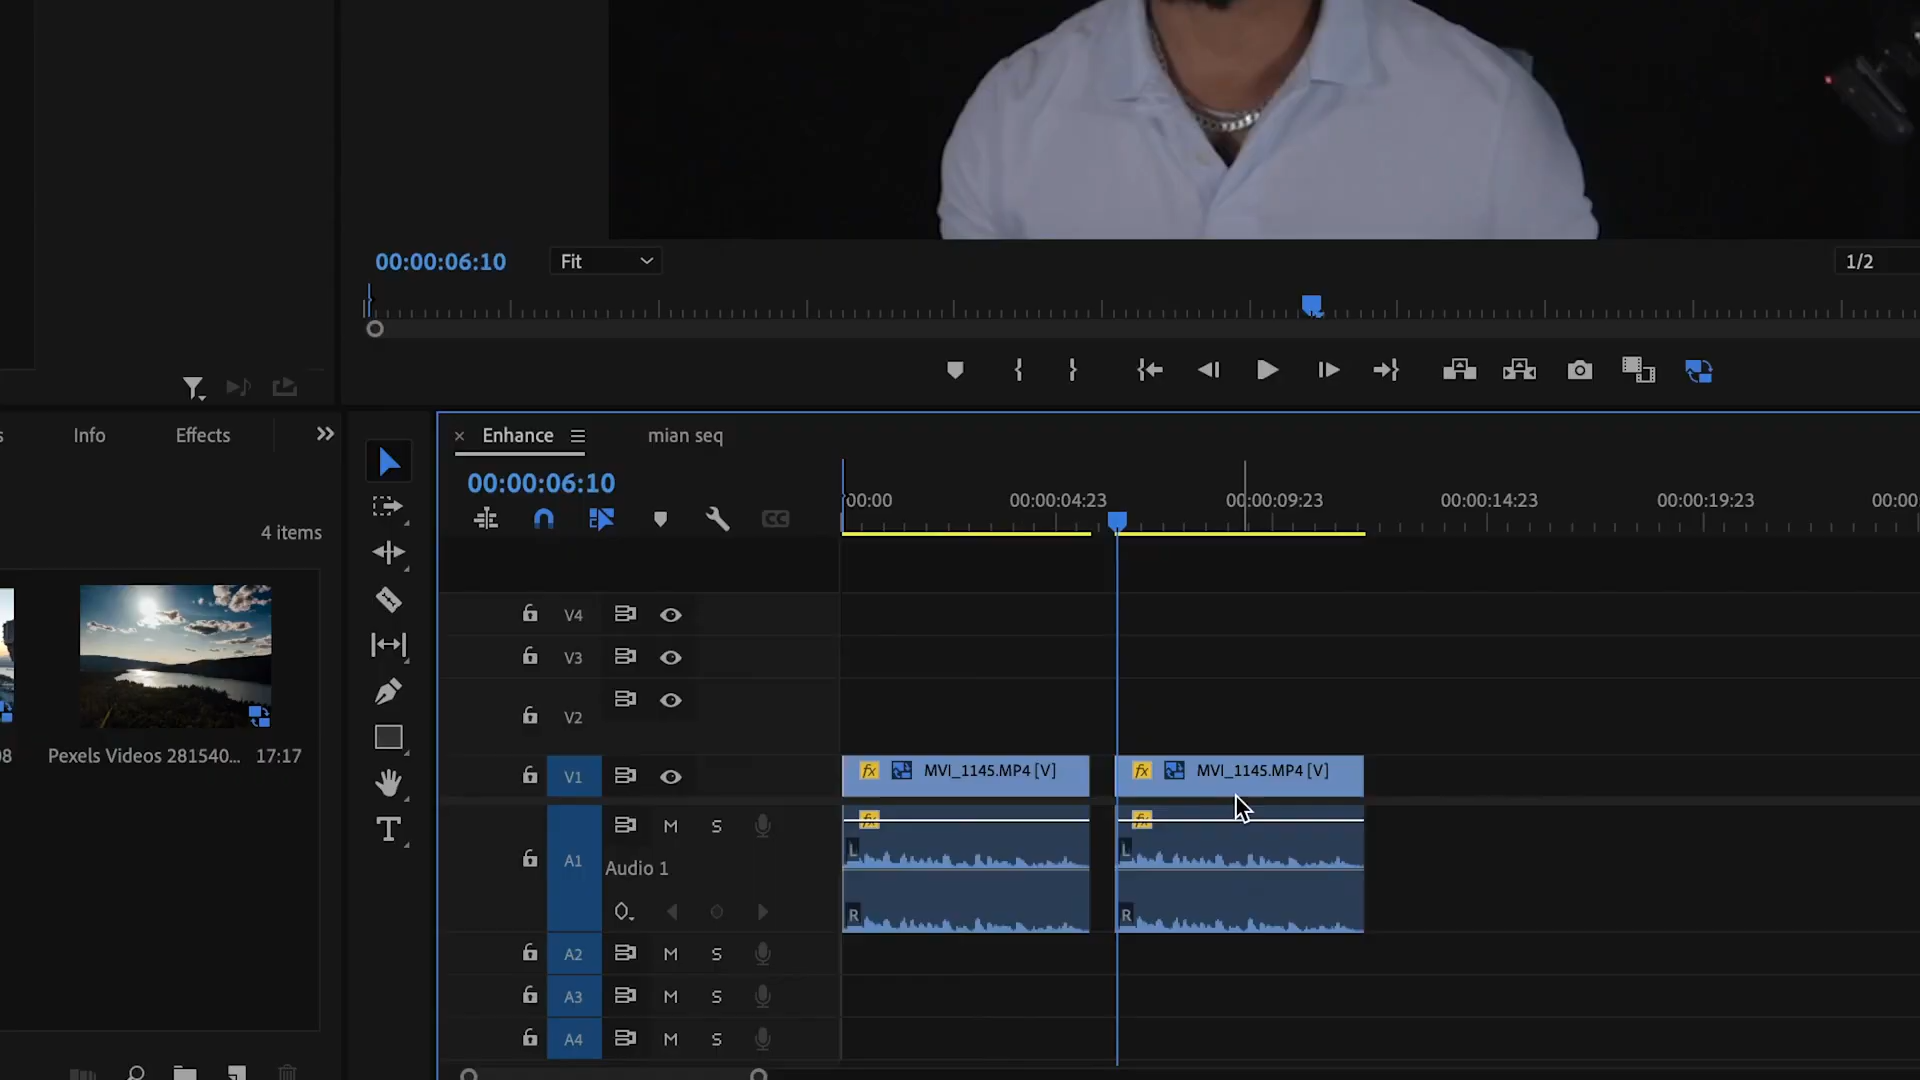 00:00:06:10 Fit 1/2
Info Effects
Enhance mian seq
00:00:06:10
:00:00 00:00:04:23 00:00:09:23 00:00:14:23 00:00:19:23 00:00
CC
4 items
V4
V3
V2
Pexels Videos 281540... 17:17
V1 fx MVI_1145.MP4 [V] fx MVI_1145.MP4 [V]
M S fx fx
A1 L L
Audio 1
R R
A2 M S
A3 M S
A4 M S